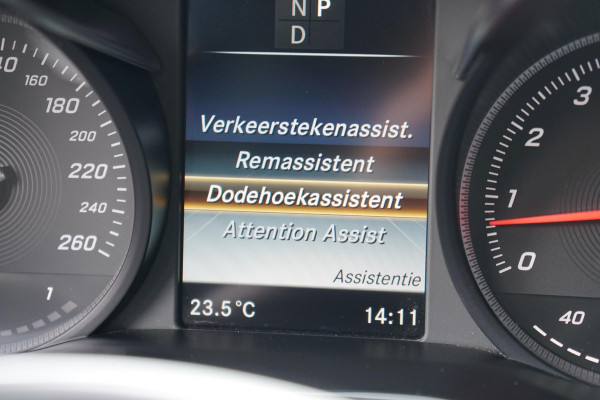 N P
D
Verkeerstekenassist.
Remassistent
Dodehoekassistent
Attention Assist
Assistentie
23.5°C 14:11
160
180
200
220
240
260
1
3
2
1
0
40